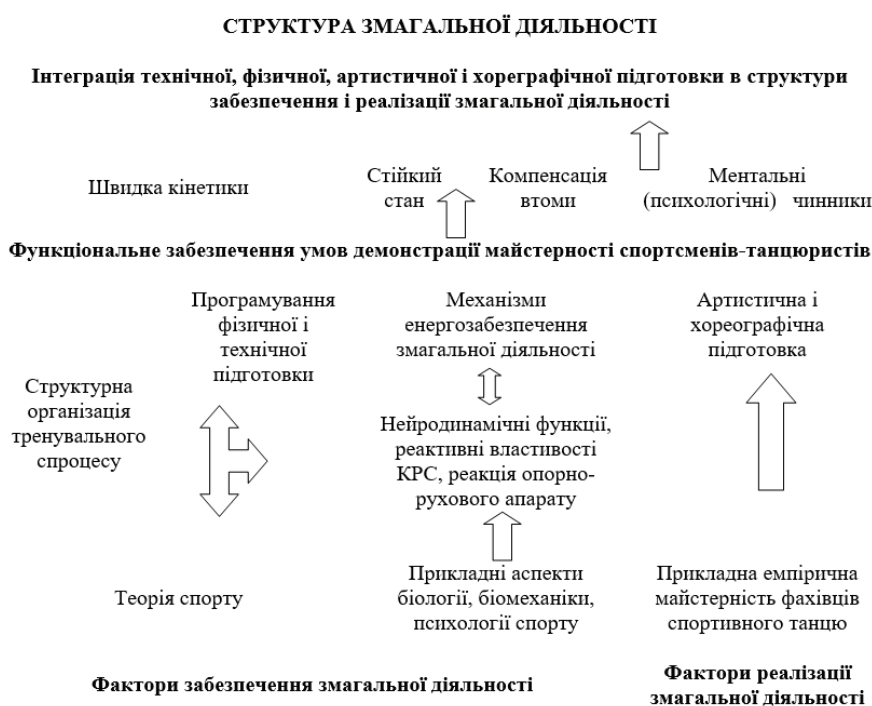 СТРУКТУРА ЗМАГАЛЬНОЇ ДІЯЛЬНОСТІ
Інтеграція технічної, фізичної, артистичної і хореграфічної підготовки в структури
забезпечення і реалізації змагальної діяльності
Швидка кінетики
Стійкий
стан
Компенсація
втоми
Ментальні
(психологічні) чинники
Функціональне забезпечення умов демонстрації майстерності спортсменів-танцюристів
Програмування
фізичної і
технічної
підготовки
Механізми
енергозабезпечення
змагальної діяльності
Артистична і
хореографічна
підготовка
Структурна
організація
тренувального
спроцесу
Нейродинамічні функції,
реактивні властивості
КРС, реакція опорно-
рухового апарату
Теорія спорту
Прикладні аспекти
біології, біомеханіки,
психології спорту
Прикладна емпірична
майстерність фахівців
спортивного танцю
Фактори забезпечення змагальної діяльності
Фактори реалізації
змагальної діяльності